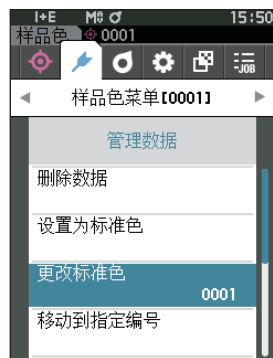 I+E M 15:50
样品色 0001
-JOB
样品色菜单[0001]
管理数据
删除数据
设置为标准色
更改标准色
0001
移动到指定编号